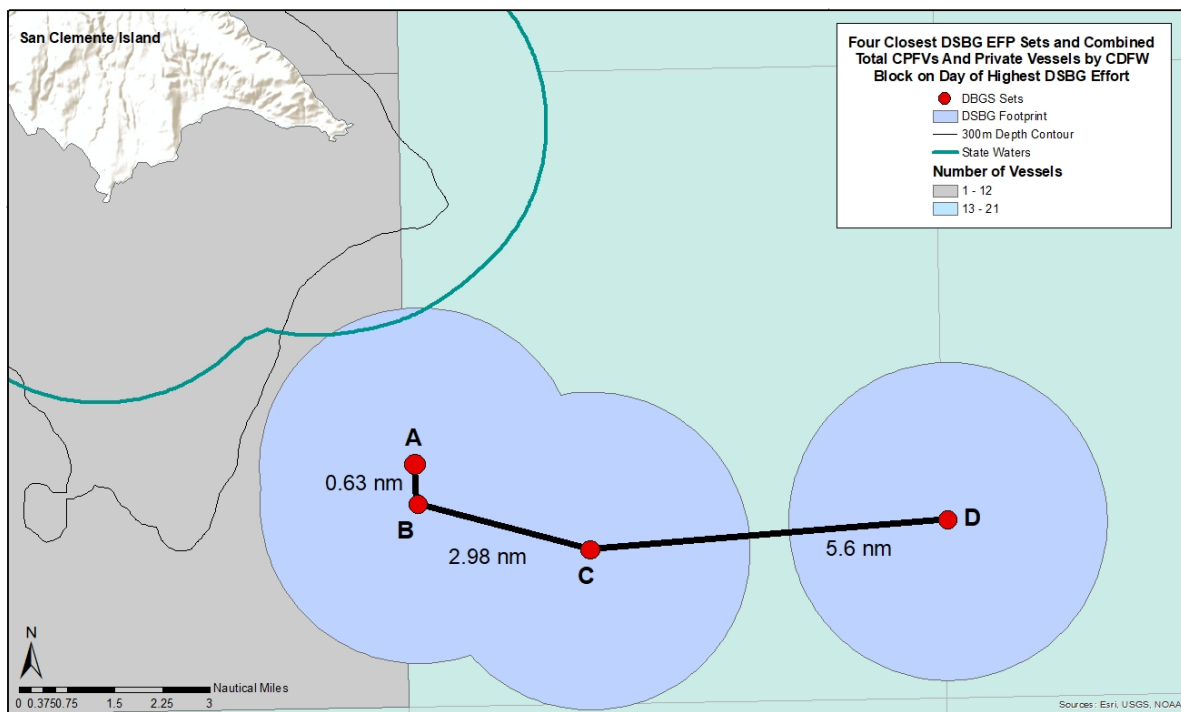 San Clemente Island
Four Closest DSBG EFP Sets and Combined
Total CPFVs And Private Vessels by CDFW
Block on Day of Highest DSBG Effort
DBGS Sets
DSBG Footprint
300m Depth Contour
State Waters
Number of Vessels
1 - 12
13 - 21
A
0.63 nm
B
2.98 nm
C
5.6 nm
D
N
Nautical Miles
0 0.375 0.75 1.5 2.25 3
Sources: Esri, USGS, NOAA